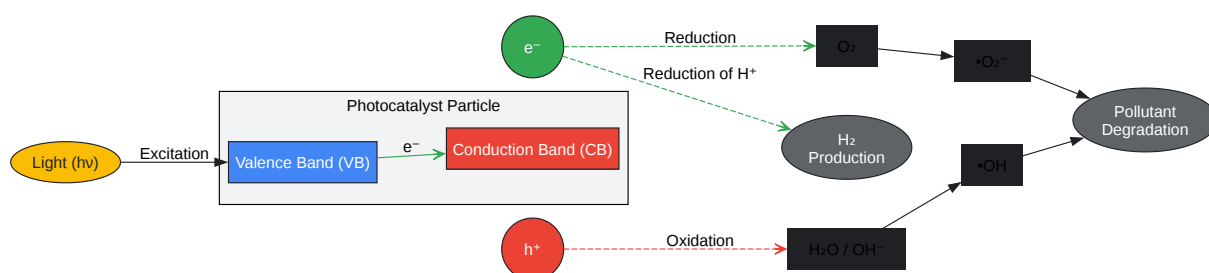 e⁻
Reduction
O₂
•O₂⁻
Reduction of H⁺
Photocatalyst Particle
Pollutant
Degradation
Light (hν)
Excitation
Valence Band (VB)
e⁻
Conduction Band (CB)
H₂
Production
•OH
h⁺
Oxidation
H₂O / OH⁻